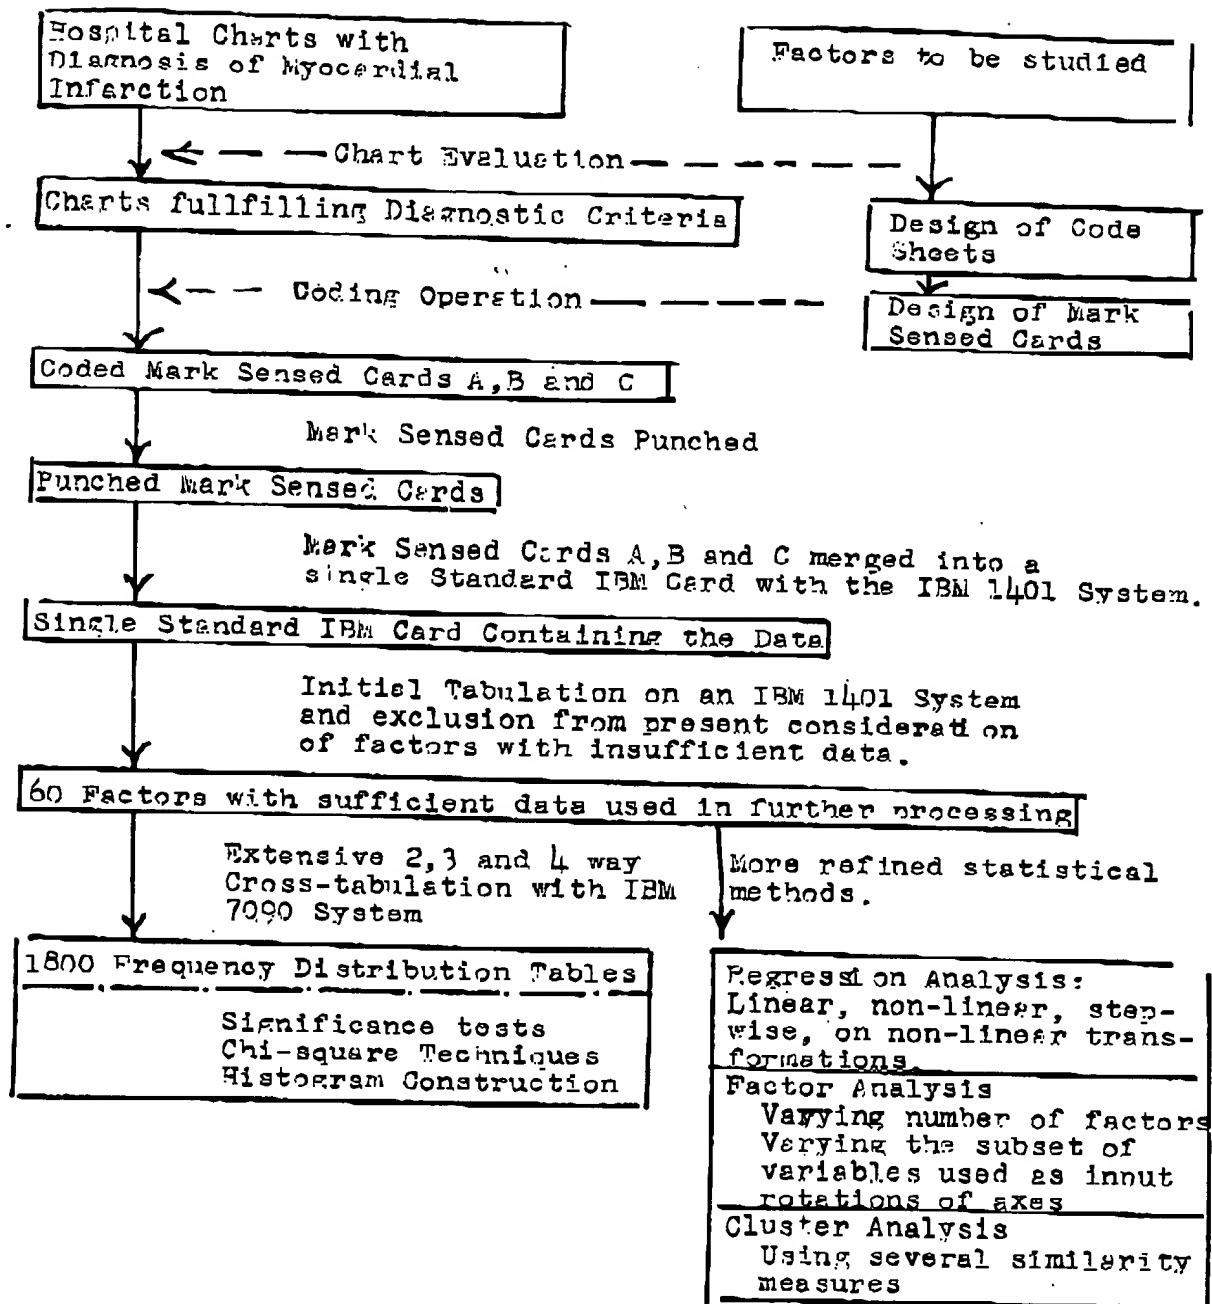 Hospital Charts with
Diagnosis of Myocardial
Infarction
Factors to be studied
Chart Evaluation
Charts fullfilling Diagnostic Criteria
Design of Code
Sheets
Coding Operation
Design of Mark
Sensed Cards
Coded Mark Sensed Cards A,B and C
Mark Sensed Cards Punched
Punched Mark Sensed Cards
Mark Sensed Cards A,B and C merged into a
single Standard IBM Card with the IBM 1401 System.
Single Standard IBM Card Containing the Data
Initial Tabulation on an IBM 1401 System
and exclusion from present consideration
of factors with insufficient data.
60 Factors with sufficient data used in further processing
Extensive 2,3 and 4 way
Cross-tabulation with IBM
7090 System
More refined statistical
methods.
1800 Frequency Distribution Tables
Significance tests
Chi-square Techniques
Histogram Construction
Regression Analysis:
Linear, non-linear, step-
wise, on non-linear trans-
formations.
Factor Analysis
Varying number of factors
Varying the subset of
variables used as input
rotations of axes
Cluster Analysis
Using several similarity
measures